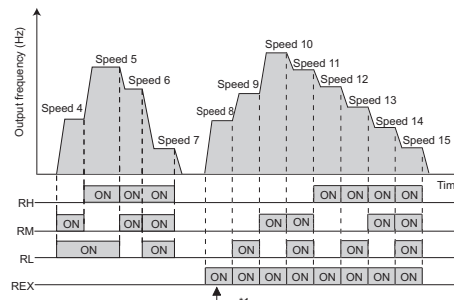 Output frequency (Hz)
Speed 10
Speed 5
Speed 11
Speed 6
Speed 9
Speed 12
Speed 4
Speed 8
Speed 13
Speed 7
Speed 14
Speed 15
Tim
RH ON ON ON ON ON ON ON
RM ON ON ON ON ON ON ON
RL ON ON ON ON ON ON
REX ON ON ON ON ON ON ON ON